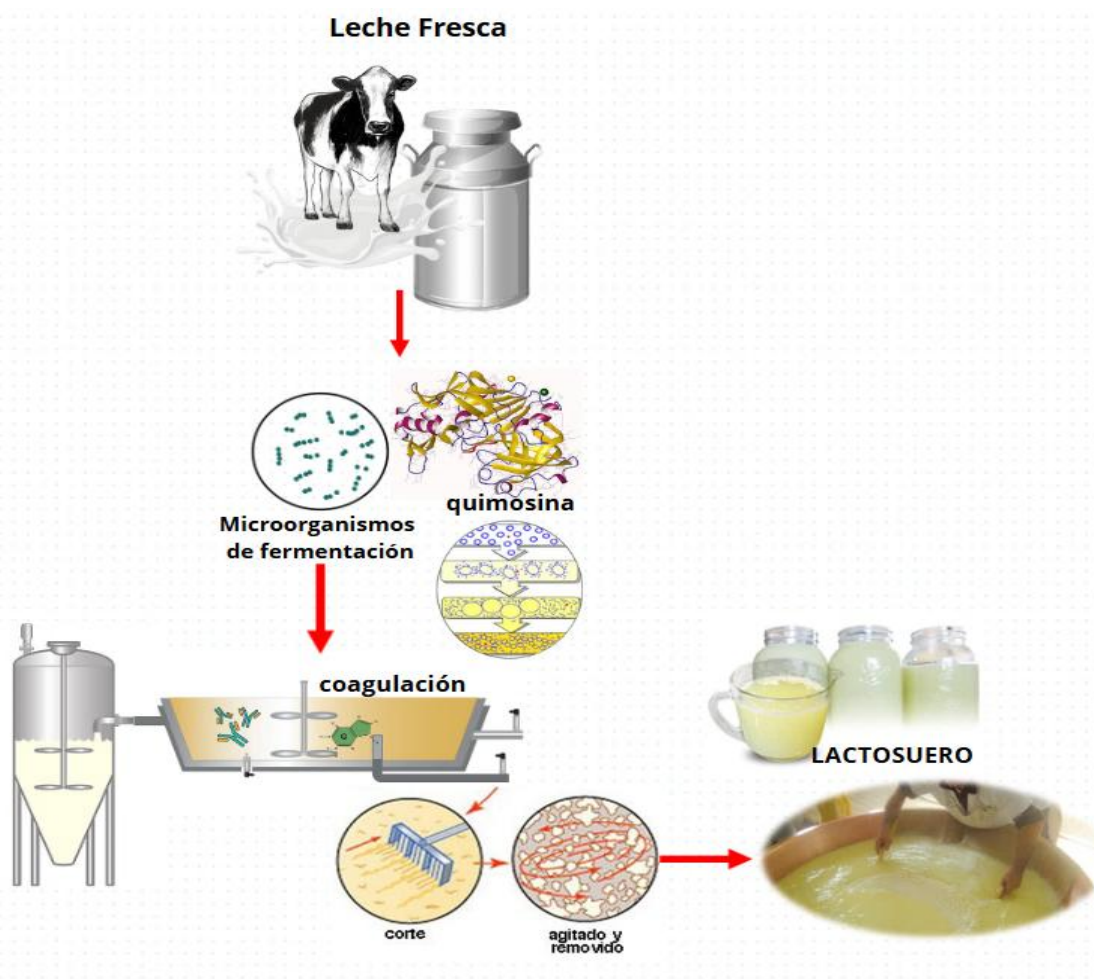 Leche Fresca
quimosina
Microorganismos
de fermentación
coagulación
LACTOSUERO
corte
agitado y
removido